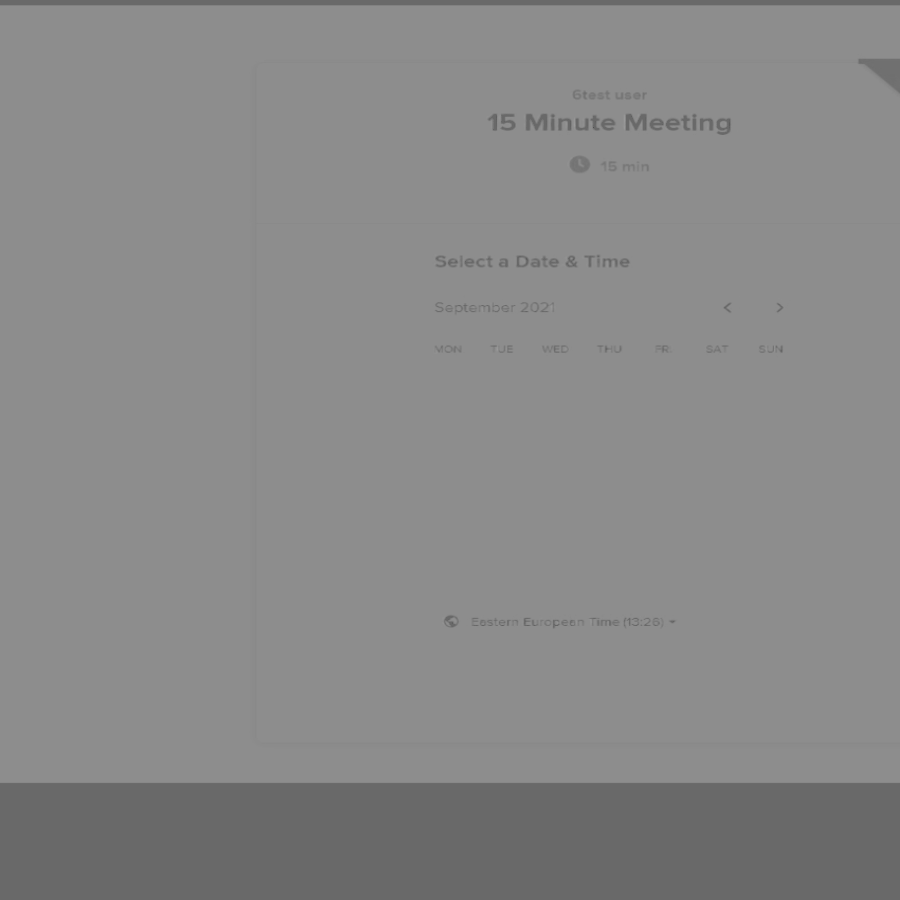 6test user
15 Minute Meeting
15 min
Select a Date & Time
September 2021
MON TUE WED THU FRI SAT SUN
Eastern European Time (13:26)